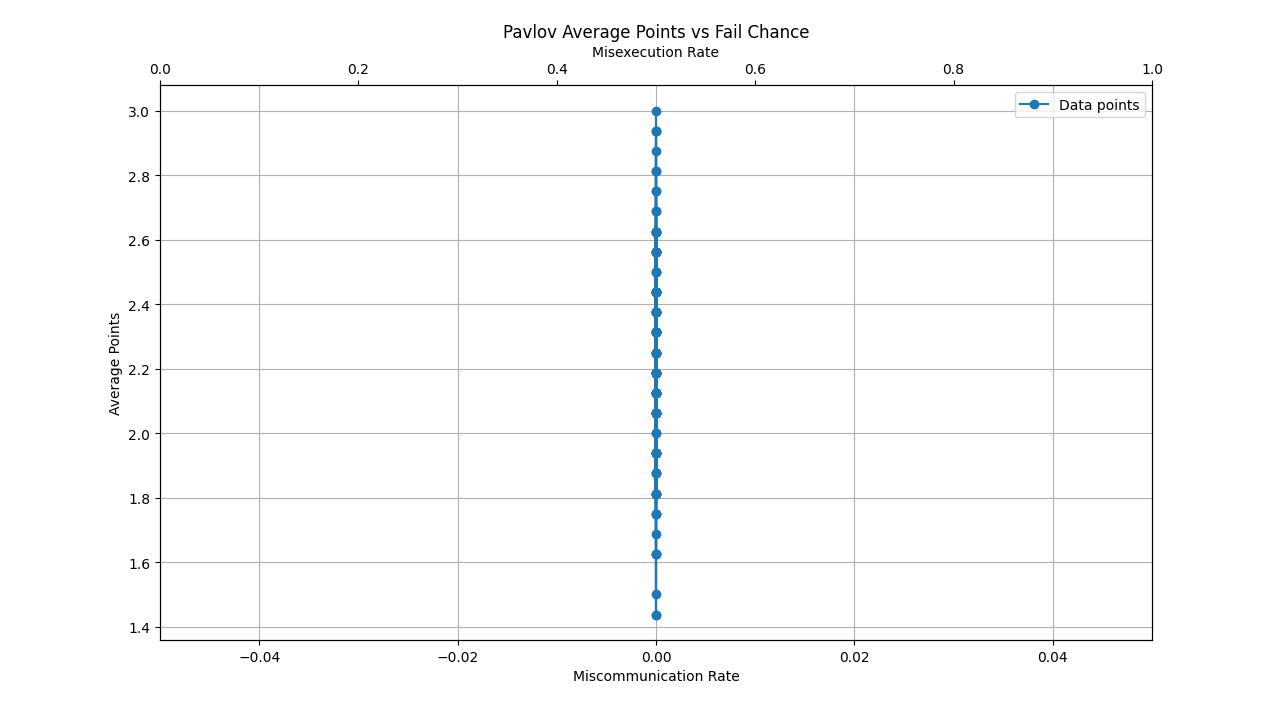 Pavlov Average Points vs Fail Chance
Misexecution Rate
0.0 0.2 0.4 0.6 0.8 1.0
Data points
3.0
2.8
2.6
2.4
2.2
2.0
1.8
1.6
1.4
Average Points
−0.04 −0.02 0.00 0.02 0.04
Miscommunication Rate